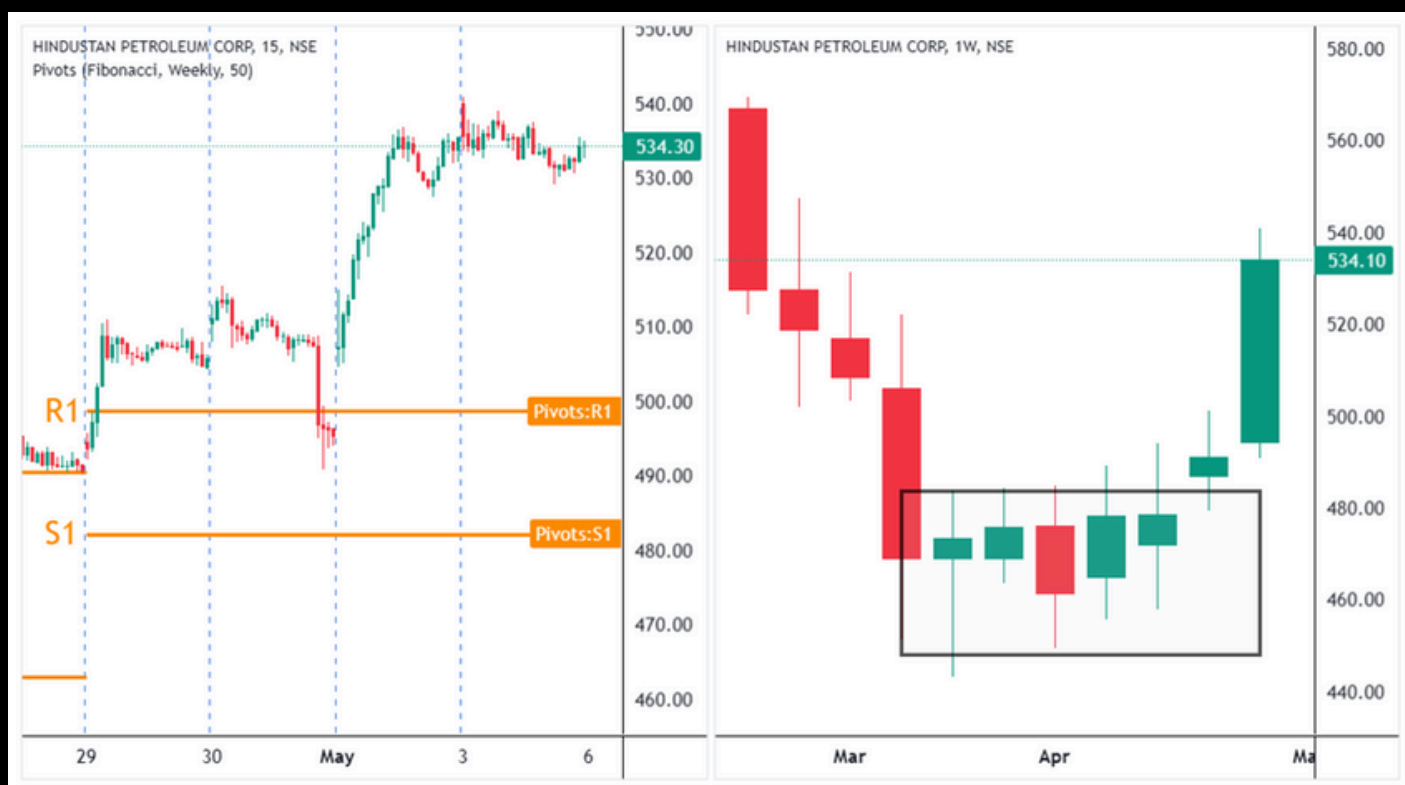 HINDUSTAN PETROLEUM CORP, 15, NSE
Pivots (Fibonacci, Weekly, 50)
550.00
540.00
534.30
530.00
520.00
510.00
R1
Pivots:R1
500.00
490.00
S1
Pivots:S1
480.00
470.00
460.00
29 30 May 3 6
HINDUSTAN PETROLEUM CORP, 1W, NSE
580.00
560.00
540.00
534.10
520.00
500.00
480.00
460.00
440.00
Mar Apr Ma